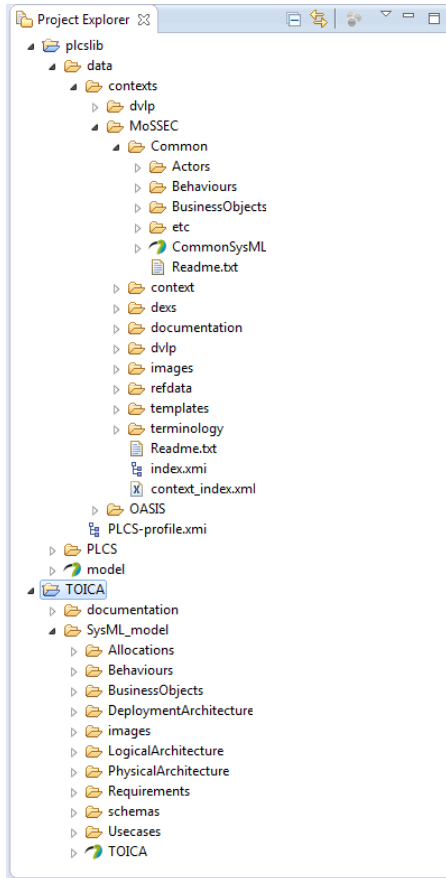 Project Explorer
plcslib
data
contexts
dvlp
MoSSEC
Common
Actors
Behaviours
BusinessObjects
etc
CommonSysML
Readme.txt
context
dexs
documentation
dvlp
images
refdata
templates
terminology
Readme.txt
index.xmi
context_index.xml
OASIS
PLCS-profile.xmi
PLCS
model
TOICA
documentation
SysML_model
Allocations
Behaviours
BusinessObjects
DeploymentArchitecture
images
LogicalArchitecture
PhysicalArchitecture
Requirements
schemas
Usecases
TOICA